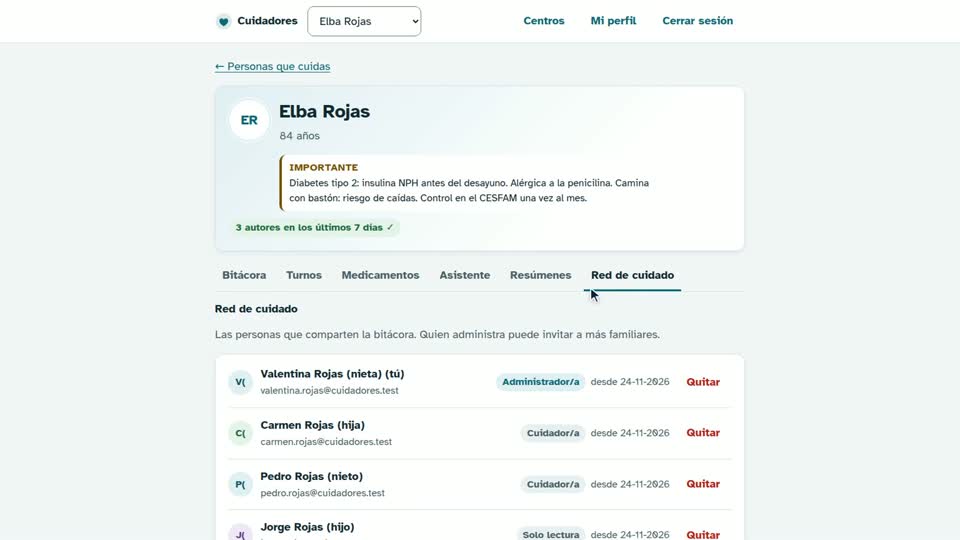 Cuidadores
Elba Rojas
Centros
Mi perfil
Cerrar sesión
← Personas que cuidas
ER
Elba Rojas
84 años
IMPORTANTE
Diabetes tipo 2: insulina NPH antes del desayuno. Alérgica a la penicilina. Camina
con bastón: riesgo de caídas. Control en el CESFAM una vez al mes.
3 autores en los últimos 7 días ✓
Bitácora
Turnos
Medicamentos
Asistente
Resúmenes
Red de cuidado
Red de cuidado
Las personas que comparten la bitácora. Quien administra puede invitar a más familiares.
V(
Valentina Rojas (nieta) (tú)
valentina.rojas@cuidadores.test
Administrador/a
desde 24-11-2026
Quitar
C(
Carmen Rojas (hija)
carmen.rojas@cuidadores.test
Cuidador/a
desde 24-11-2026
Quitar
P(
Pedro Rojas (nieto)
pedro.rojas@cuidadores.test
Cuidador/a
desde 24-11-2026
Quitar
J(
Jorge Rojas (hijo)
Solo lectura
desde 24-11-2026
Quitar